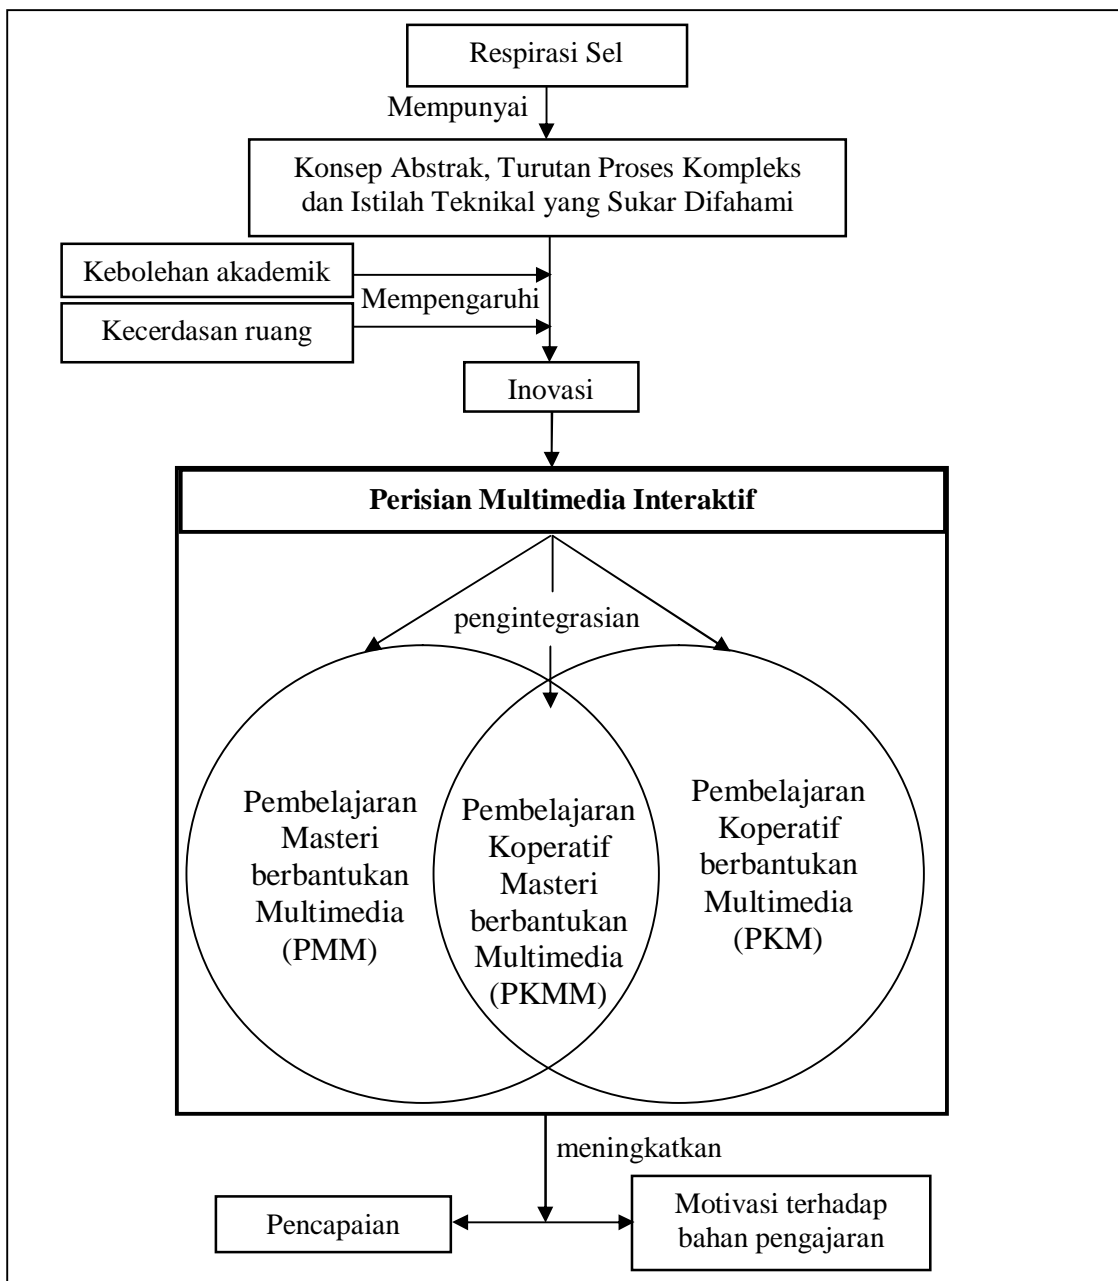 Respirasi Sel
Mempunyai
Konsep Abstrak, Turutan Proses Kompleks
dan Istilah Teknikal yang Sukar Difahami
Kebolehan akademik
Mempengaruhi
Kecerdasan ruang
Inovasi
Perisian Multimedia Interaktif
pengintegrasian
Pembelajaran
Masteri
berbantukan
Multimedia
(PMM)
Pembelajaran
Koperatif
Masteri
berbantukan
Multimedia
(PKMM)
Pembelajaran
Koperatif
berbantukan
Multimedia
(PKM)
meningkatkan
Pencapaian
Motivasi terhadap
bahan pengajaran